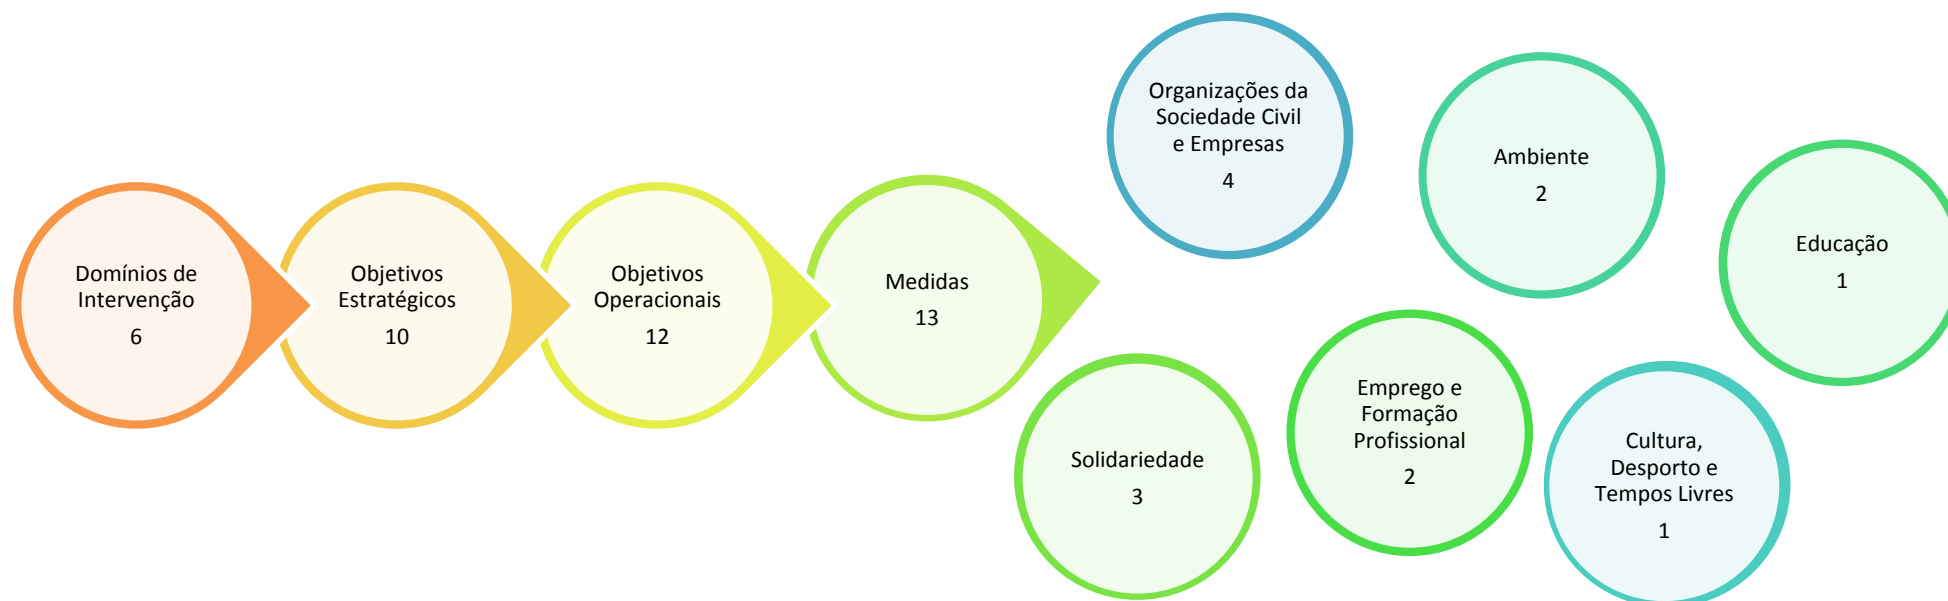 Domínios de
Intervenção
6
Objetivos
Estratégicos
10
Objetivos
Operacionais
12
Medidas
13
Organizações da
Sociedade Civil
e Empresas
4
Ambiente
2
Educação
1
Solidariedade
3
Emprego e
Formação
Profissional
2
Cultura,
Desporto e
Tempos Livres
1